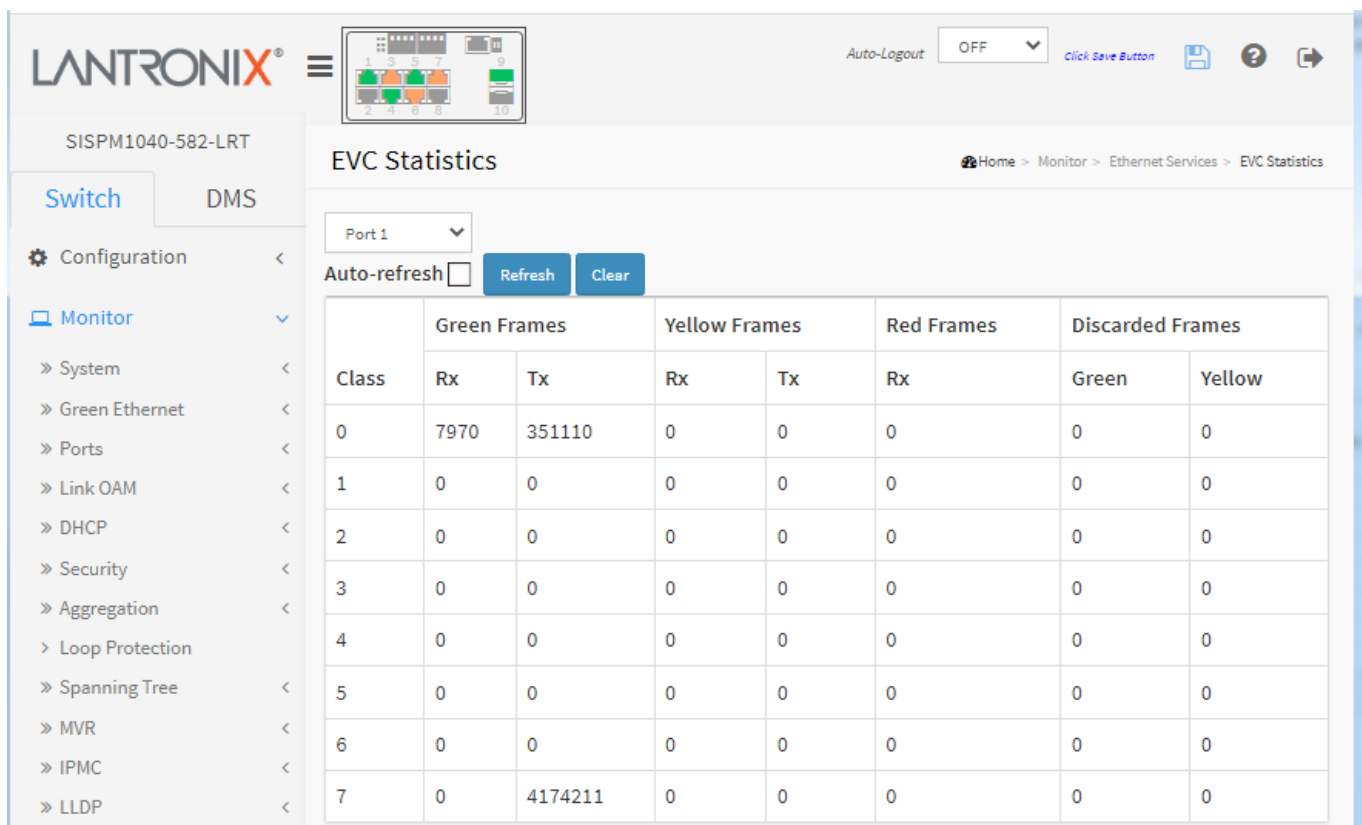 LANTRONIX®
1 3 5 7 9
2 4 6 8 10
Auto-Logout OFF Click Save Button
SISPM1040-582-LRT
Switch DMS
Configuration
Monitor
System
Green Ethernet
Ports
Link OAM
DHCP
Security
Aggregation
Loop Protection
Spanning Tree
MVR
IPMC
LLDP
EVC Statistics
Home > Monitor > Ethernet Services > EVC Statistics
Port 1
Auto-refresh Refresh Clear
Green Frames Yellow Frames Red Frames Discarded Frames
Class Rx Tx Rx Tx Rx Green Yellow
0 7970 351110 0 0 0 0 0
1 0 0 0 0 0 0 0
2 0 0 0 0 0 0 0
3 0 0 0 0 0 0 0
4 0 0 0 0 0 0 0
5 0 0 0 0 0 0 0
6 0 0 0 0 0 0 0
7 0 4174211 0 0 0 0 0